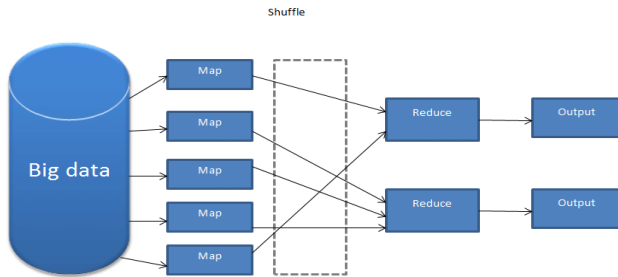 Shuffle
Map
Map
Map
Map
Map
Big data
Reduce
Output
Reduce
Output